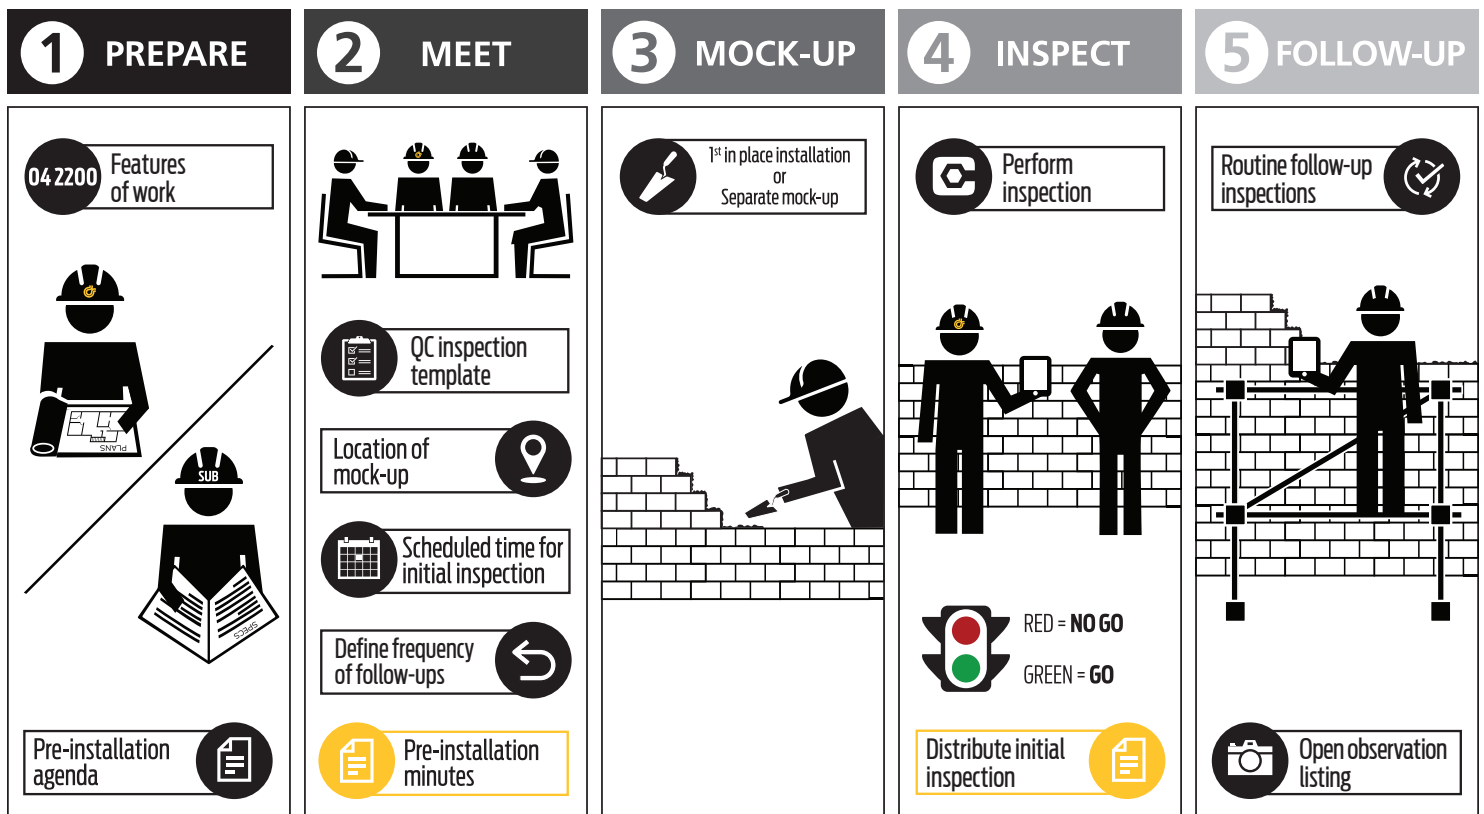 1 PREPARE
04 2200
Features
of work
PLANS
SUB
SPECS
Pre-installation
agenda
2 MEET
QC inspection
template
Location of
mock-up
Scheduled time for
initial inspection
Define frequency
of follow-ups
Pre-installation
minutes
3 MOCK-UP
1st in place installation
or
Separate mock-up
4 INSPECT
Perform
inspection
RED = NO GO
GREEN = GO
Distribute initial
inspection
5 FOLLOW-UP
Routine follow-up
inspections
Open observation
listing